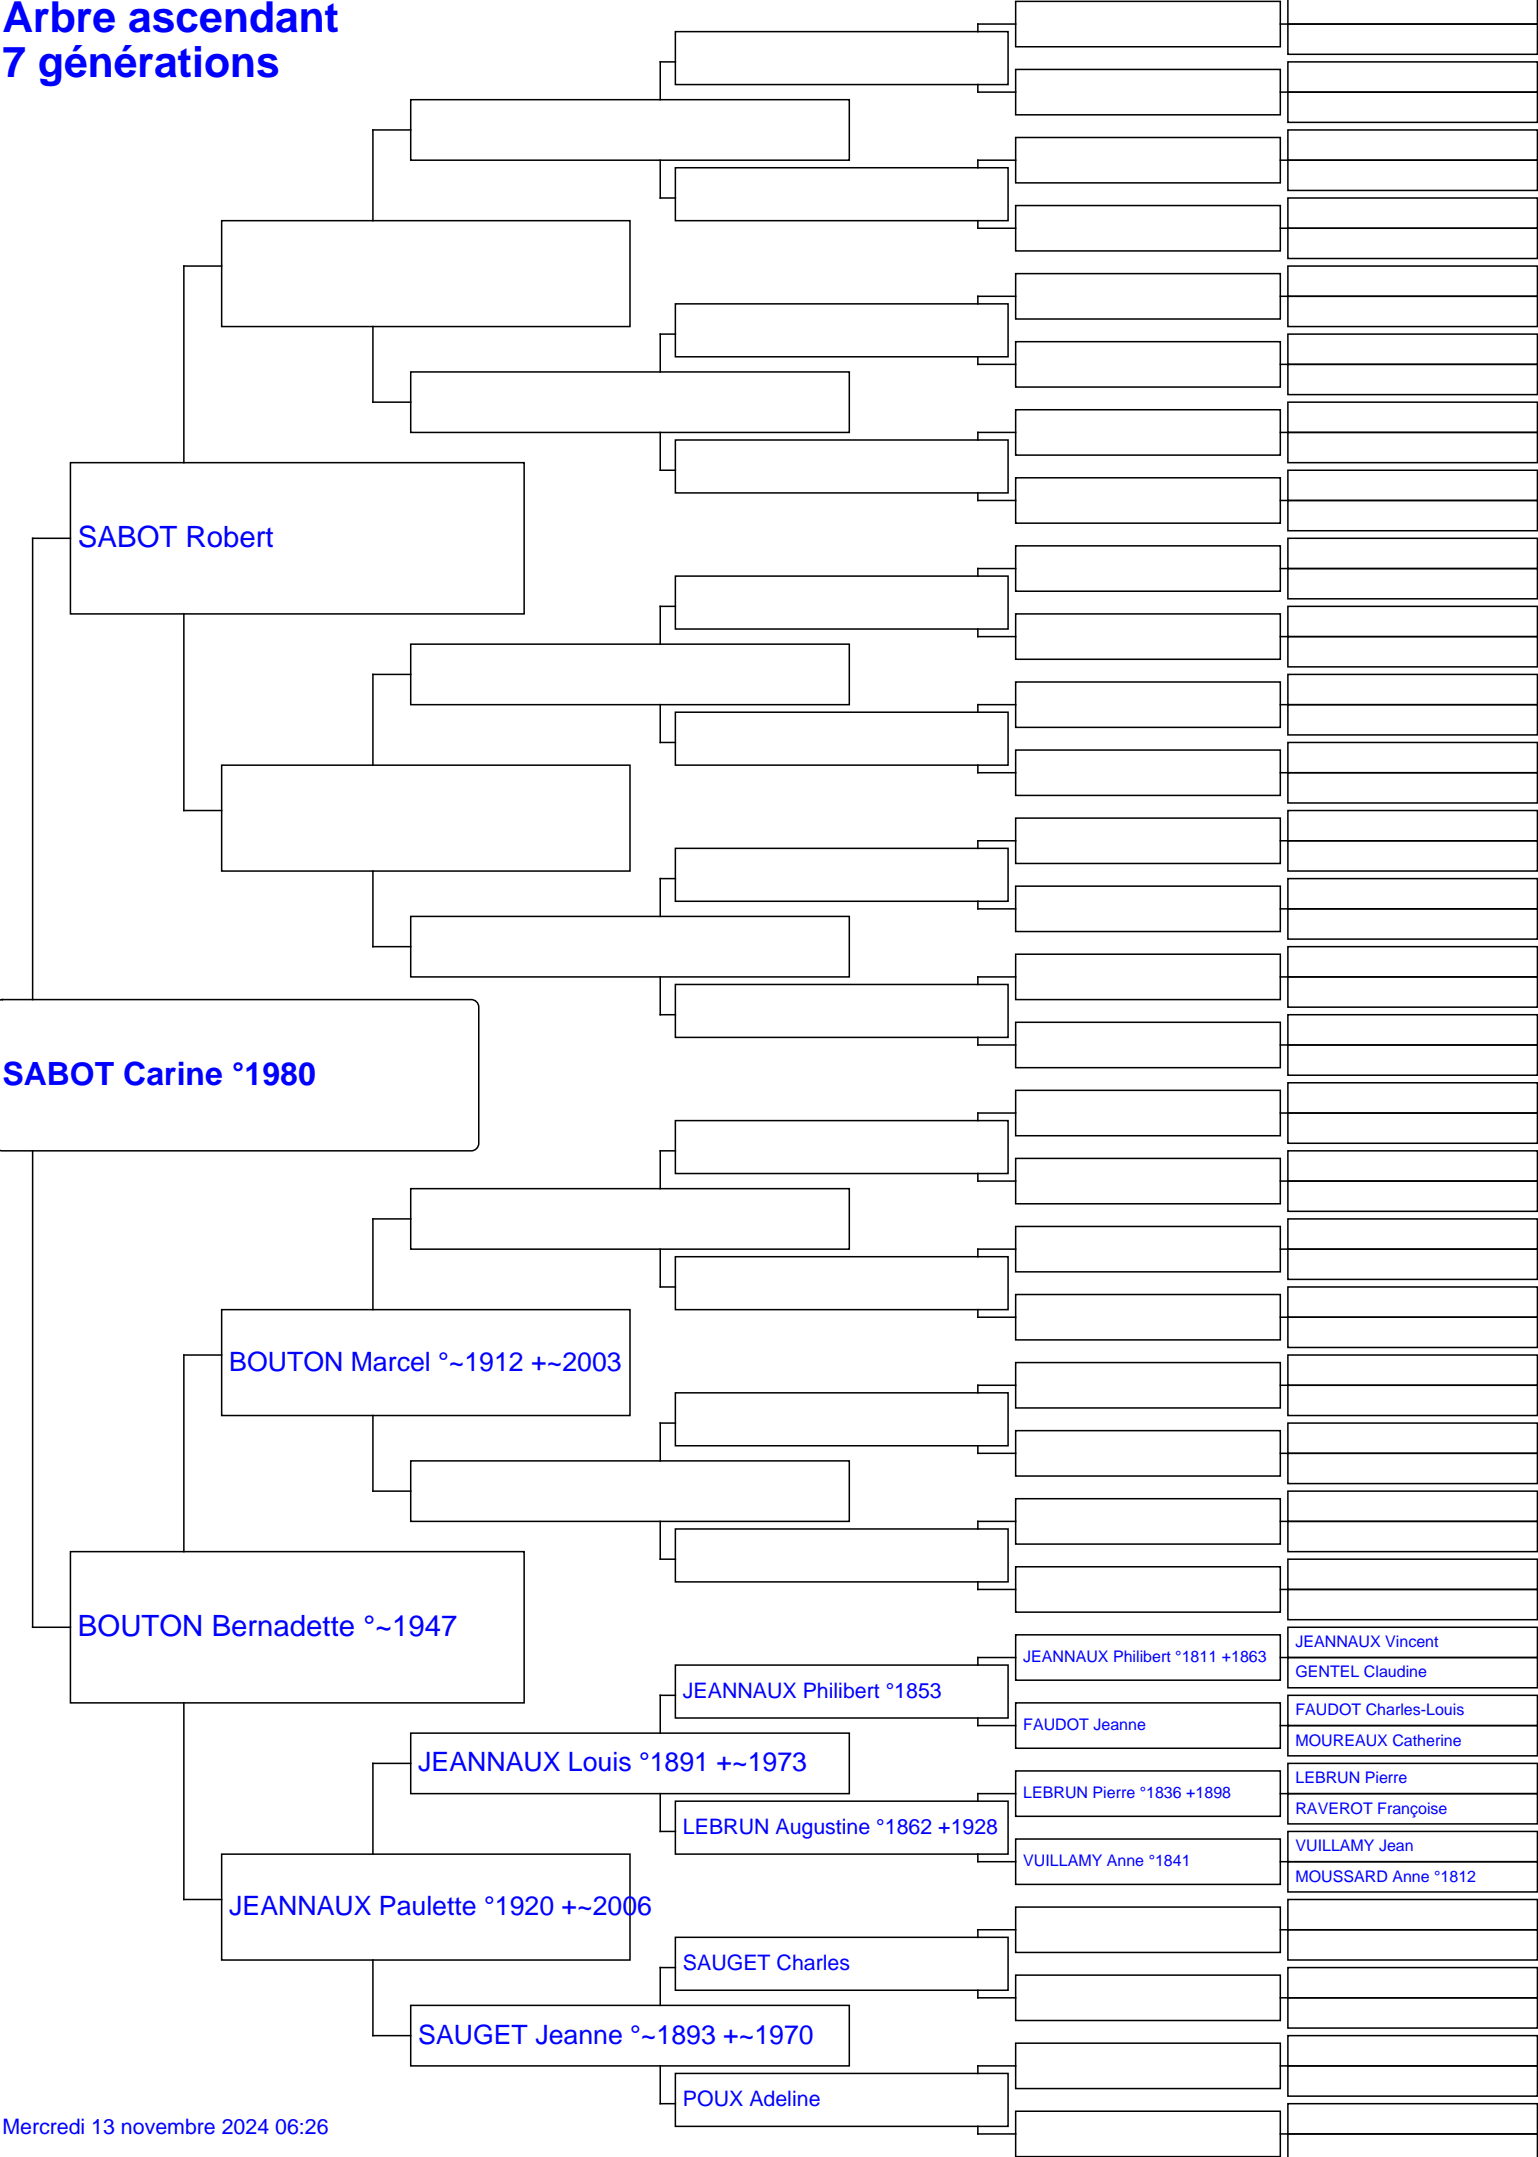 Arbre ascendant
7 générations
SABOT Robert
SABOT Carine °1980
BOUTON Marcel °~1912 +~2003
BOUTON Bernadette °~1947
JEANNAUX Vincent
JEANNAUX Philibert °1811 +1863
GENTEL Claudine
JEANNAUX Philibert °1853
FAUDOT Charles-Louis
FAUDOT Jeanne
MOUREAUX Catherine
JEANNAUX Louis °1891 +~1973
LEBRUN Pierre
LEBRUN Pierre °1836 +1898
RAVEROT Françoise
LEBRUN Augustine °1862 +1928
VUILLAMY Jean
VUILLAMY Anne °1841
MOUSSARD Anne °1812
JEANNAUX Paulette °1920 +~2006
SAUGET Charles
SAUGET Jeanne °~1893 +~1970
POUX Adeline
Mercredi 13 novembre 2024 06:26